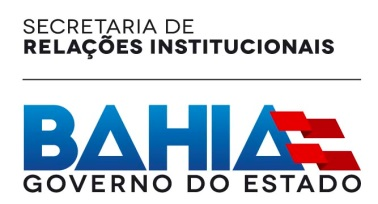 SECRETARIA DE
RELAÇÕES INSTITUCIONAIS
BAHIA
GOVERNO DO ESTADO